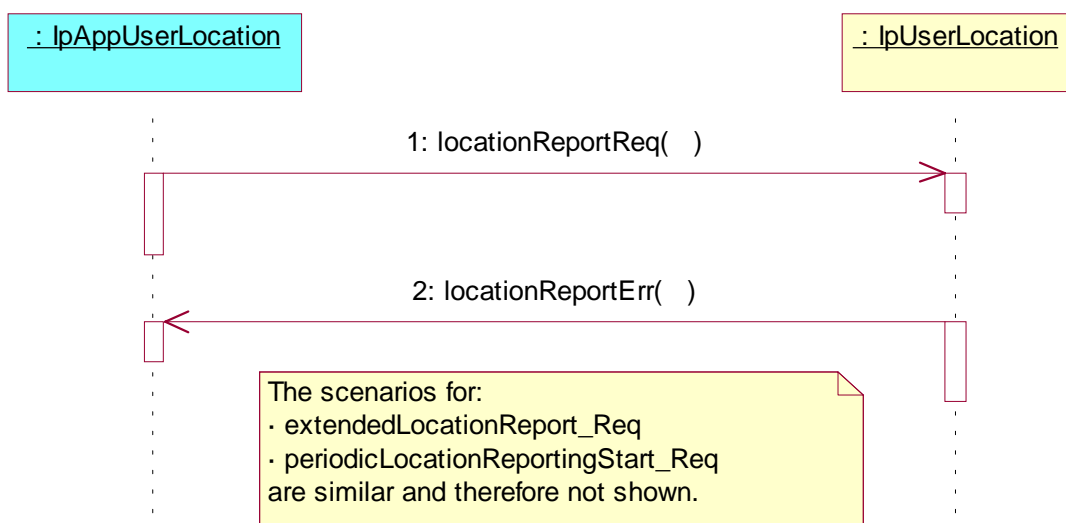 : IpAppUserLocation
: IpUserLocation
1: locationReportReq( )
2: locationReportErr( )
The scenarios for:
· extendedLocationReport_Req
· periodicLocationReportingStart_Req
are similar and therefore not shown.